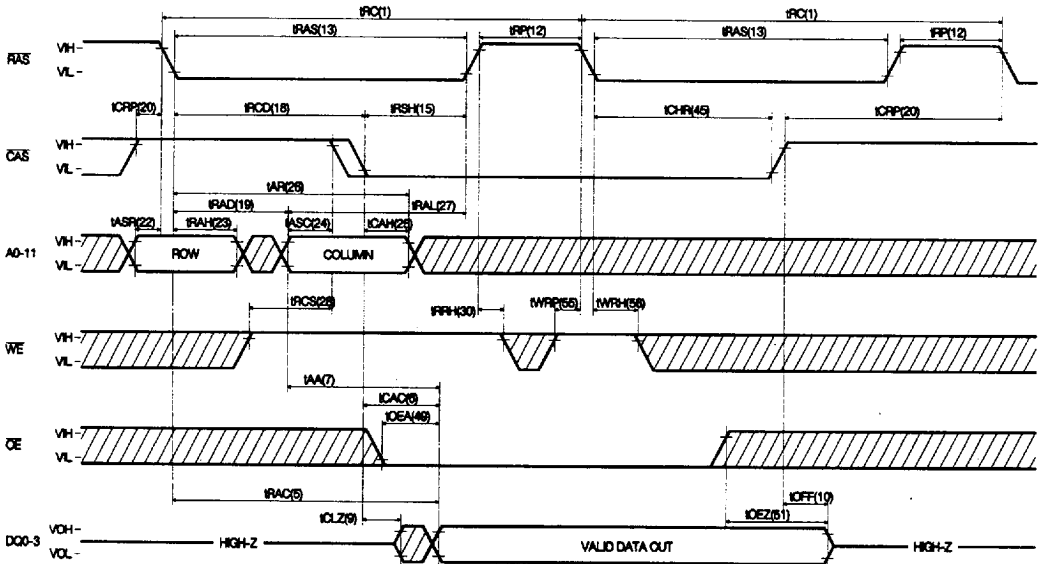 tRC(1) tRC(1)
tRAS(13) tRP(12) tRAS(13) tRP(12)
RAS VIH VIL
tCRP(20) tRCD(18) tRSH(15) tCHR(45) tCRP(20)
CAS VIH VIL
tAR(26)
tRAD(19) tRAL(27)
tASR(22) tRAH(23) tASC(24) tCAH(25)
A0-11 VIH VIL ROW COLUMN
tRCS(28) tRRH(30) tWRP(55) tWRH(56)
WE VIH VIL
tAA(7)
tCAC(6)
tOEA(49)
OE VIH VIL
tRAC(5) tOFF(10)
tCLZ(9) tOEZ(51)
DQ0-3 VOH VOL HIGH-Z VALID DATA OUT HIGH-Z